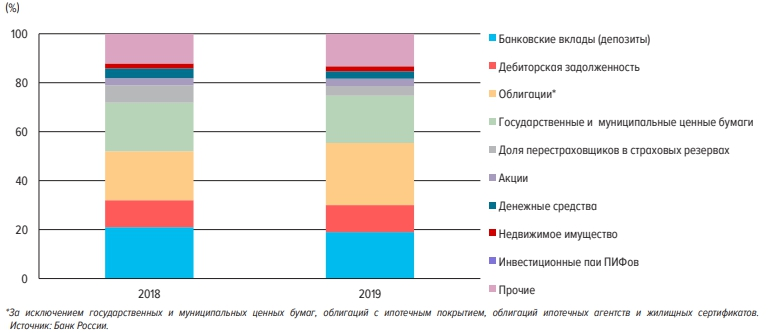 (%)
100
80
60
40
20
0
2018
2019
Банковские вклады (депозиты)
Дебиторская задолженность
Облигации*
Государственные и муниципальные ценные бумаги
Доля перестраховщиков в страховых резервах
Акции
Денежные средства
Недвижимое имущество
Инвестиционные паи ПИФов
Прочие
*За исключением государственных и муниципальных ценных бумаг, облигаций с ипотечным покрытием, облигаций ипотечных агентств и жилищных сертификатов.
Источник: Банк России.